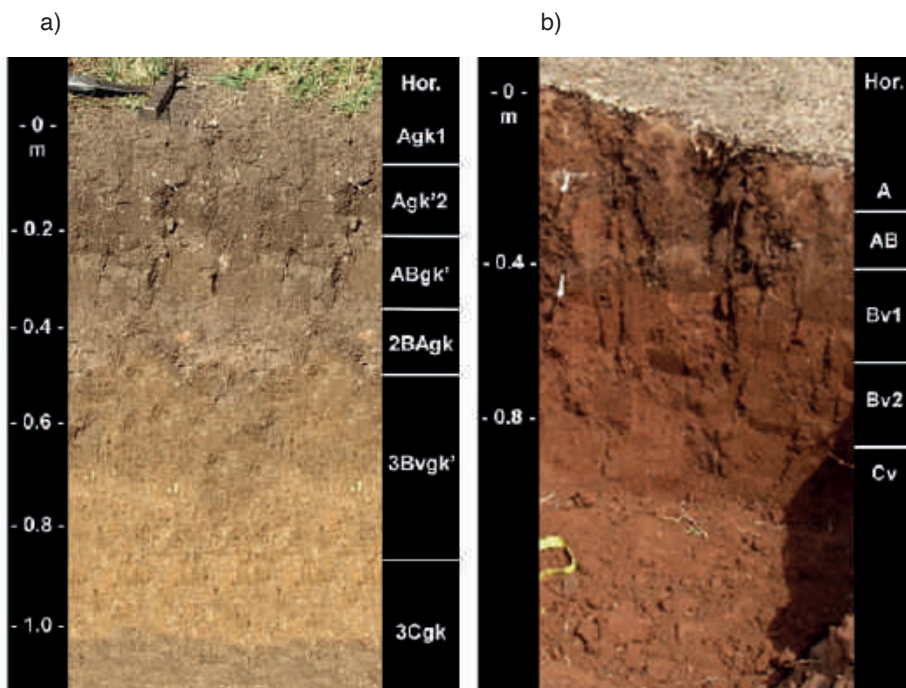 a)
b)
Hor.
- 0 -
m
Agk1
Agk'2
- 0.2 -
ABgk'
- 0.4 -
2BAgk
- 0.6 -
3Bvgk'
- 0.8 -
- 1.0 -
3Cgk
Hor.
- 0 -
m
A
AB
- 0.4 -
Bv1
Bv2
- 0.8 -
Cv